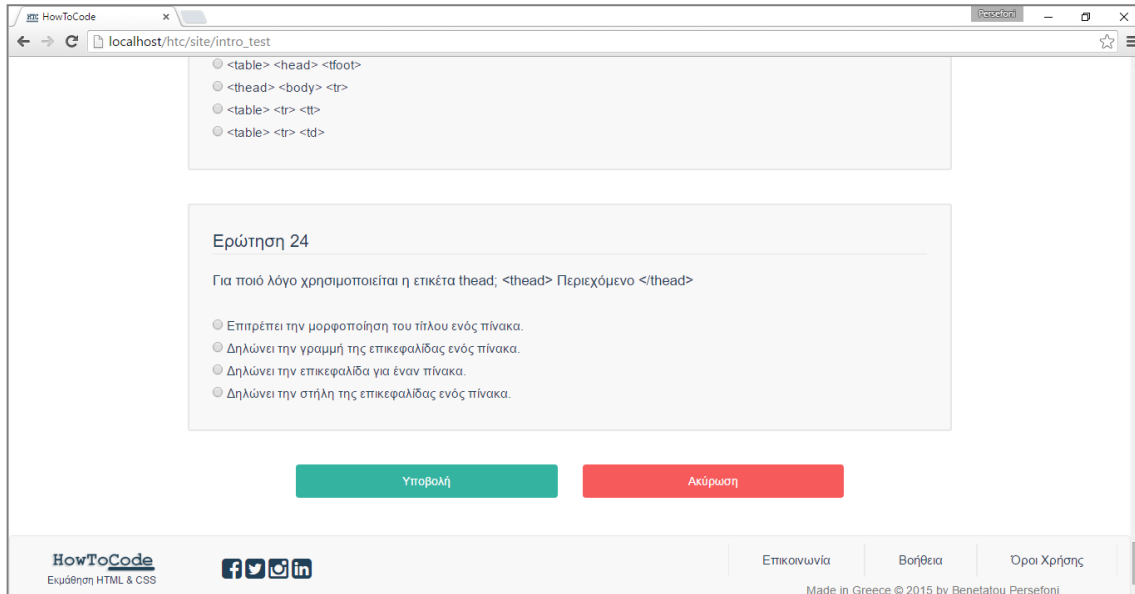 HowToCode
Persefoni
localhost/htc/site/intro_test
<table> <head> <tfoot>
<thead> <body> <tr>
<table> <tr> <tt>
<table> <tr> <td>
Ερώτηση 24
Για ποιό λόγο χρησιμοποιείται η ετικέτα thead; <thead> Περιεχόμενο </thead>
Επιτρέπει την μορφοποίηση του τίτλου ενός πίνακα.
Δηλώνει την γραμμή της επικεφαλίδας ενός πίνακα.
Δηλώνει την επικεφαλίδα για έναν πίνακα.
Δηλώνει την στήλη της επικεφαλίδας ενός πίνακα.
Υποβολή Ακύρωση
HowToCode
Εκμάθηση HTML & CSS
Επικοινωνία Βοήθεια Όροι Χρήσης
Made in Greece © 2015 by Benetatou Persefoni